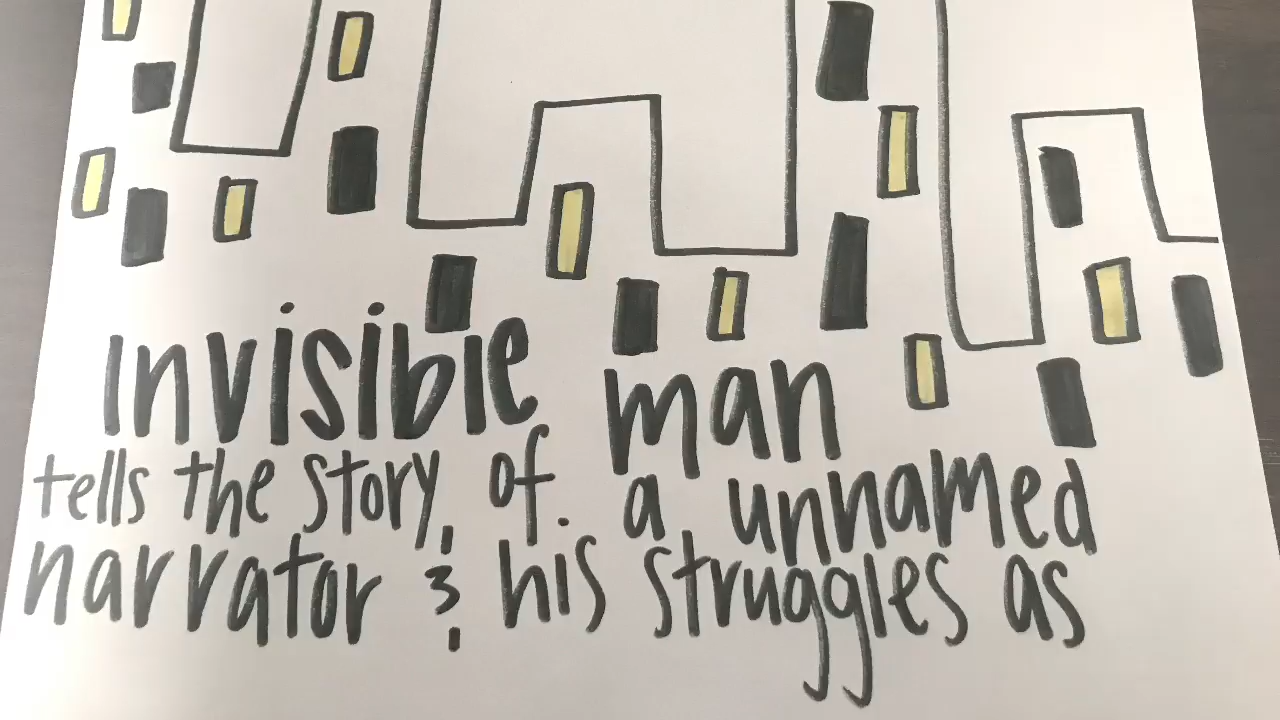 Invisible man
tells the story of a unnamed
narrator & his struggles as